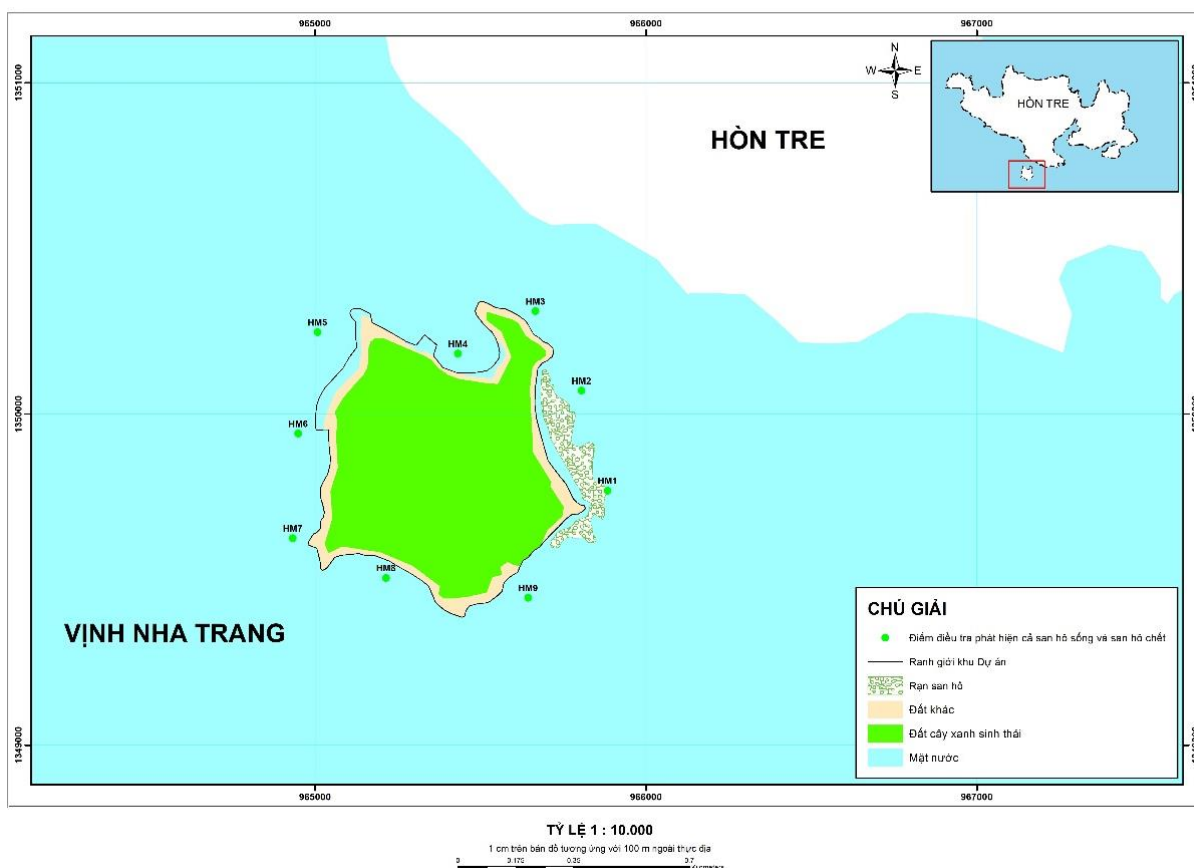 965000 966000 967000
1351000
N
W E
S
HÒN TRE
HÒN TRE
HM3
HM5
HM4
HM2
1350000
HM6
HM1
HM7
HM8
HM9
VỊNH NHA TRANG
CHÚ GIẢI
Điểm điều tra phát hiện cả san hô sống và san hô chết
Ranh giới khu Dự án
Rạn san hô
Đất khác
Đất cây xanh sinh thái
Mặt nước
1349000
965000 966000 967000
TỶ LỆ 1 : 10.000
1 cm trên bản đồ tương ứng với 100 m ngoài thực địa
0 0.175 0.35 0.7